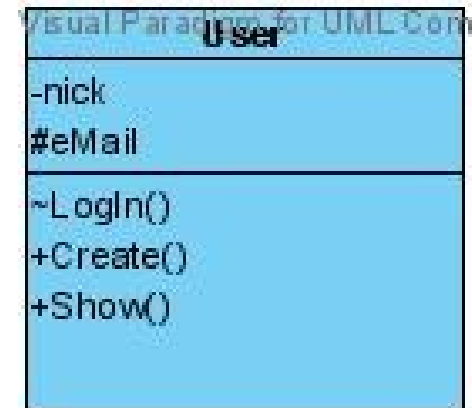 Visual Paradigm for UML Com
User
-nick
#eMail
~LogIn()
+Create()
+Show()